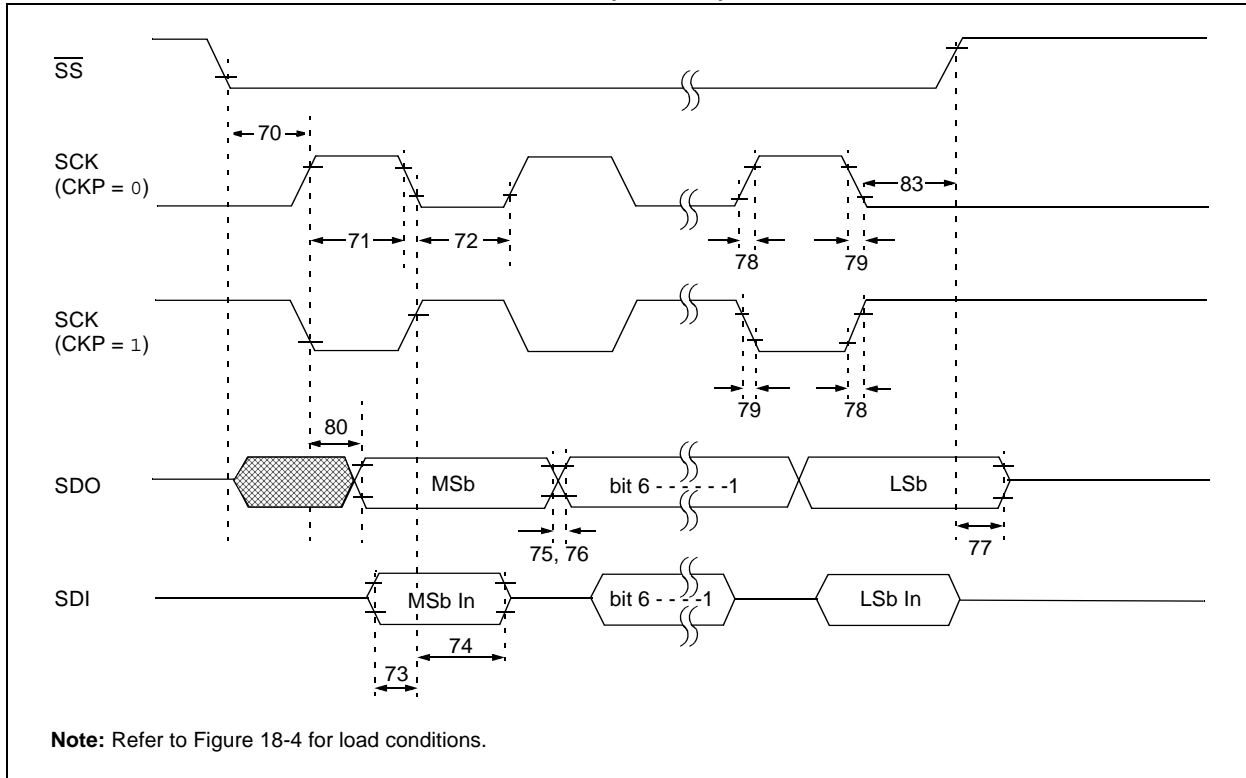 SS
70
SCK
(CKP = 0)
83
71
72
78
79
SCK
(CKP = 1)
79
78
80
SDO
MSb
bit 6 - - - - - -1
LSb
75, 76
77
SDI
MSb In
bit 6 - - - -1
LSb In
74
73
Note: Refer to Figure 18-4 for load conditions.